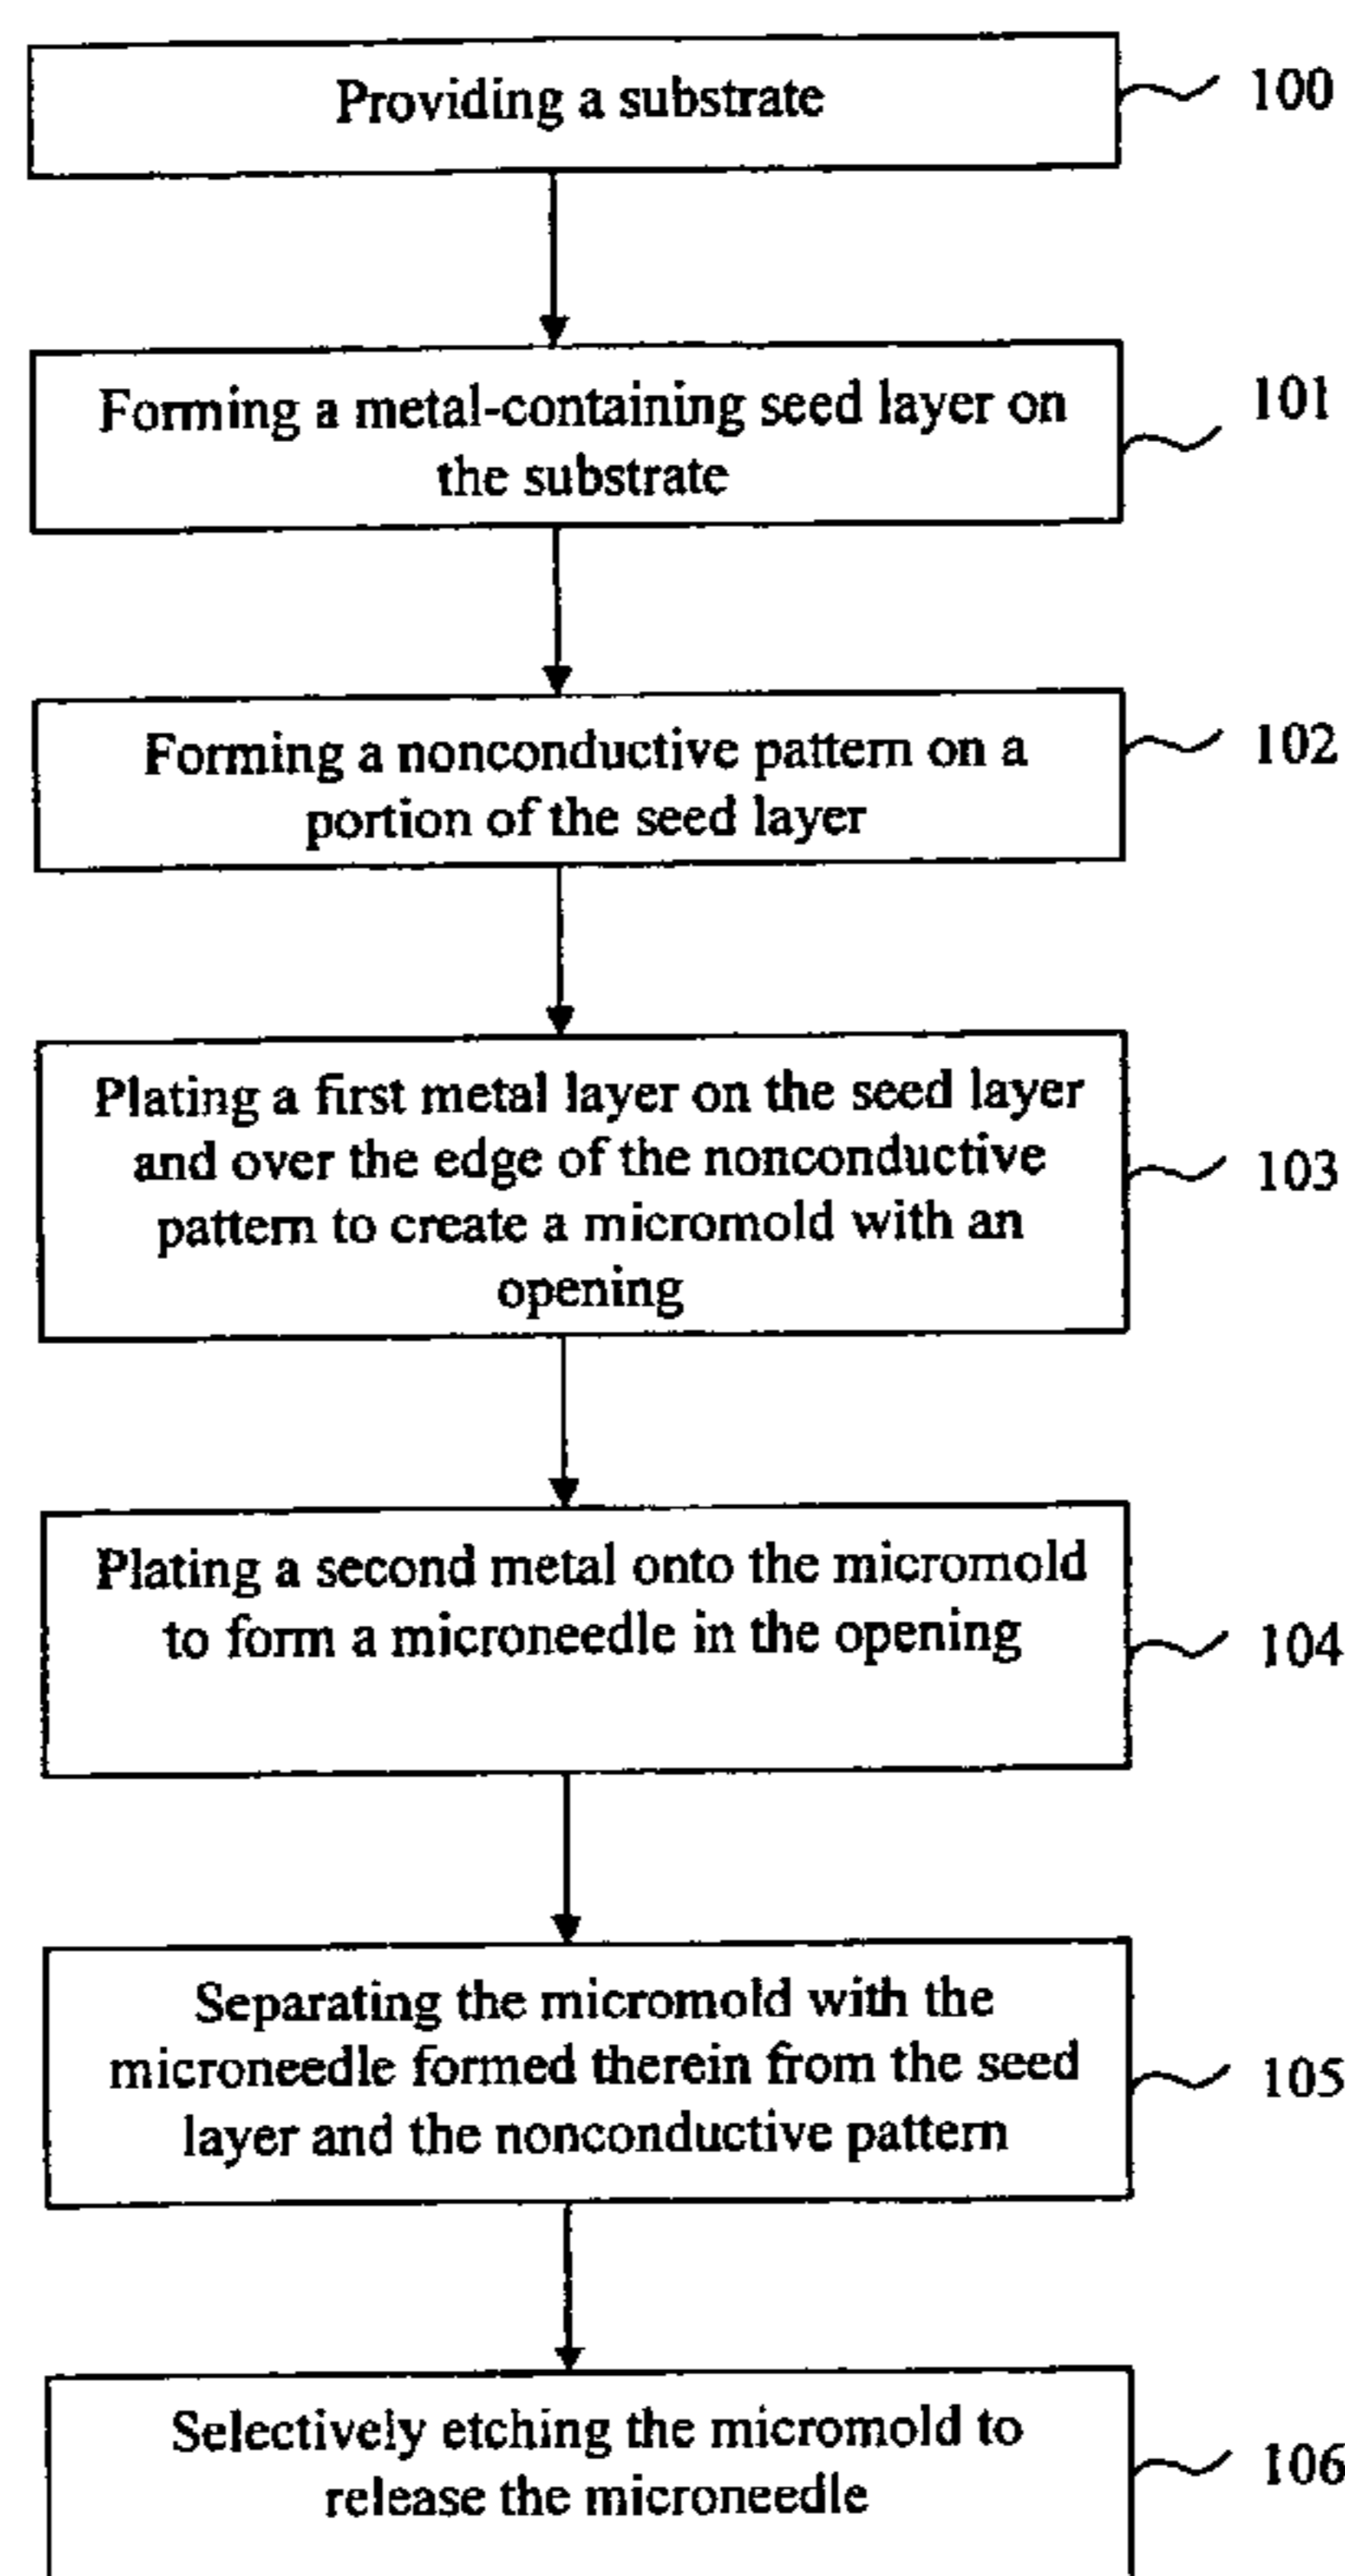 Providing a substrate
100
Forming a metal-containing seed layer on
the substrate
101
Forming a nonconductive pattern on a
portion of the seed layer
102
Plating a first metal layer on the seed layer
and over the edge of the nonconductive
pattern to create a micromold with an
opening
103
Plating a second metal onto the micromold
to form a microneedle in the opening
104
Separating the micromold with the
microneedle formed therein from the seed
layer and the nonconductive pattern
105
Selectively etching the micromold to
release the microneedle
106